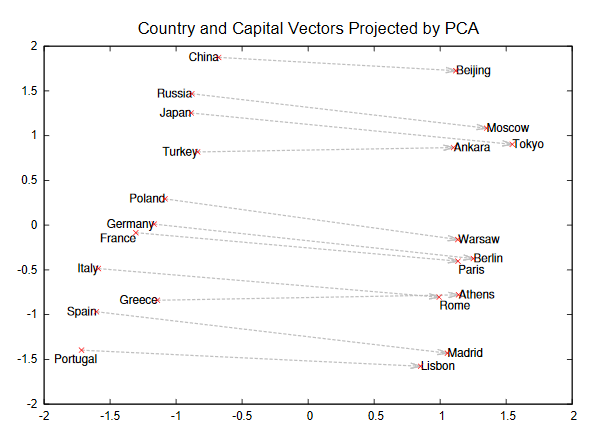 Country and Capital Vectors Projected by PCA
2
China
Beijing
1.5
Russia
Japan
Moscow
1
Tokyo
Turkey
Ankara
0.5
Poland
0
Germany
France
Warsaw
Berlin
-0.5
Italy
Paris
Greece
Athens
Rome
-1
Spain
-1.5
Portugal
Madrid
Lisbon
-2
-2 -1.5 -1 -0.5 0 0.5 1 1.5 2